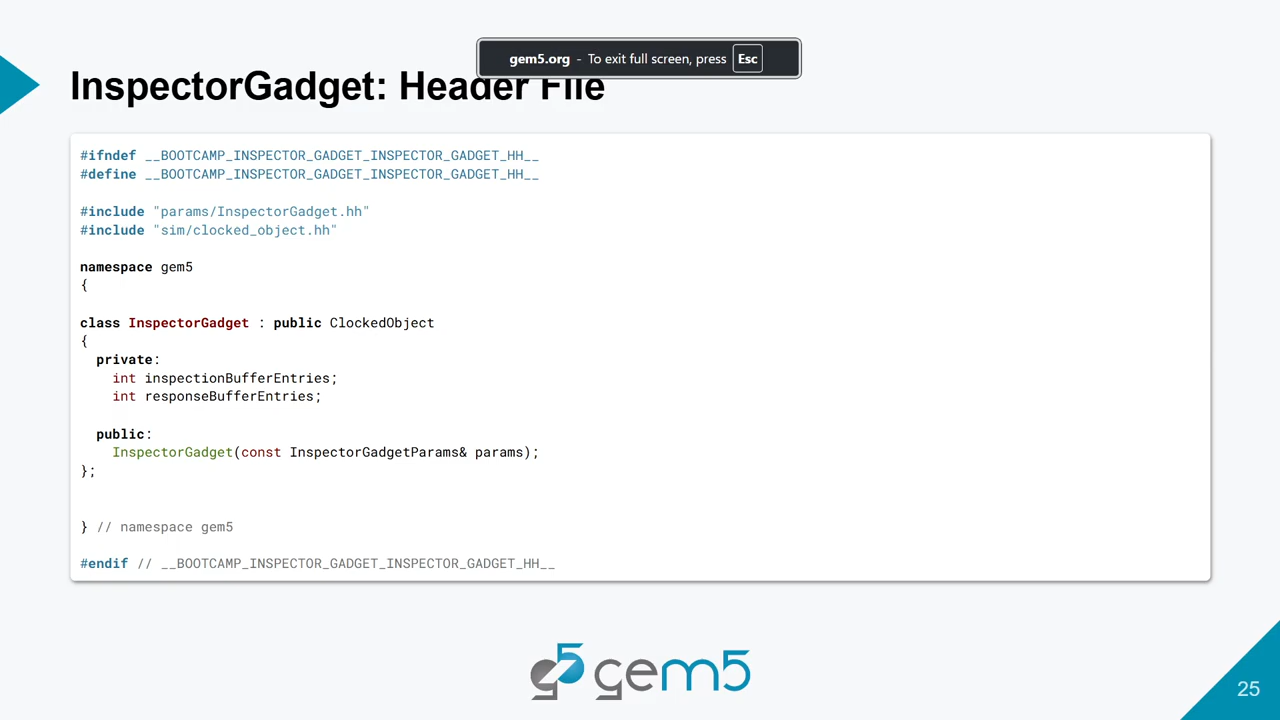 gem5.org - To exit full screen, press Esc
InspectorGadget: Header File
#ifndef __BOOTCAMP_INSPECTOR_GADGET_INSPECTOR_GADGET_HH__
#define __BOOTCAMP_INSPECTOR_GADGET_INSPECTOR_GADGET_HH__
#include "params/InspectorGadget.hh"
#include "sim/clocked_object.hh"
namespace gem5
{
class InspectorGadget : public ClockedObject
{
private:
int inspectionBufferEntries;
int responseBufferEntries;
public:
InspectorGadget(const InspectorGadgetParams& params);
};
} // namespace gem5
#endif // __BOOTCAMP_INSPECTOR_GADGET_INSPECTOR_GADGET_HH__
g5 gem5
25